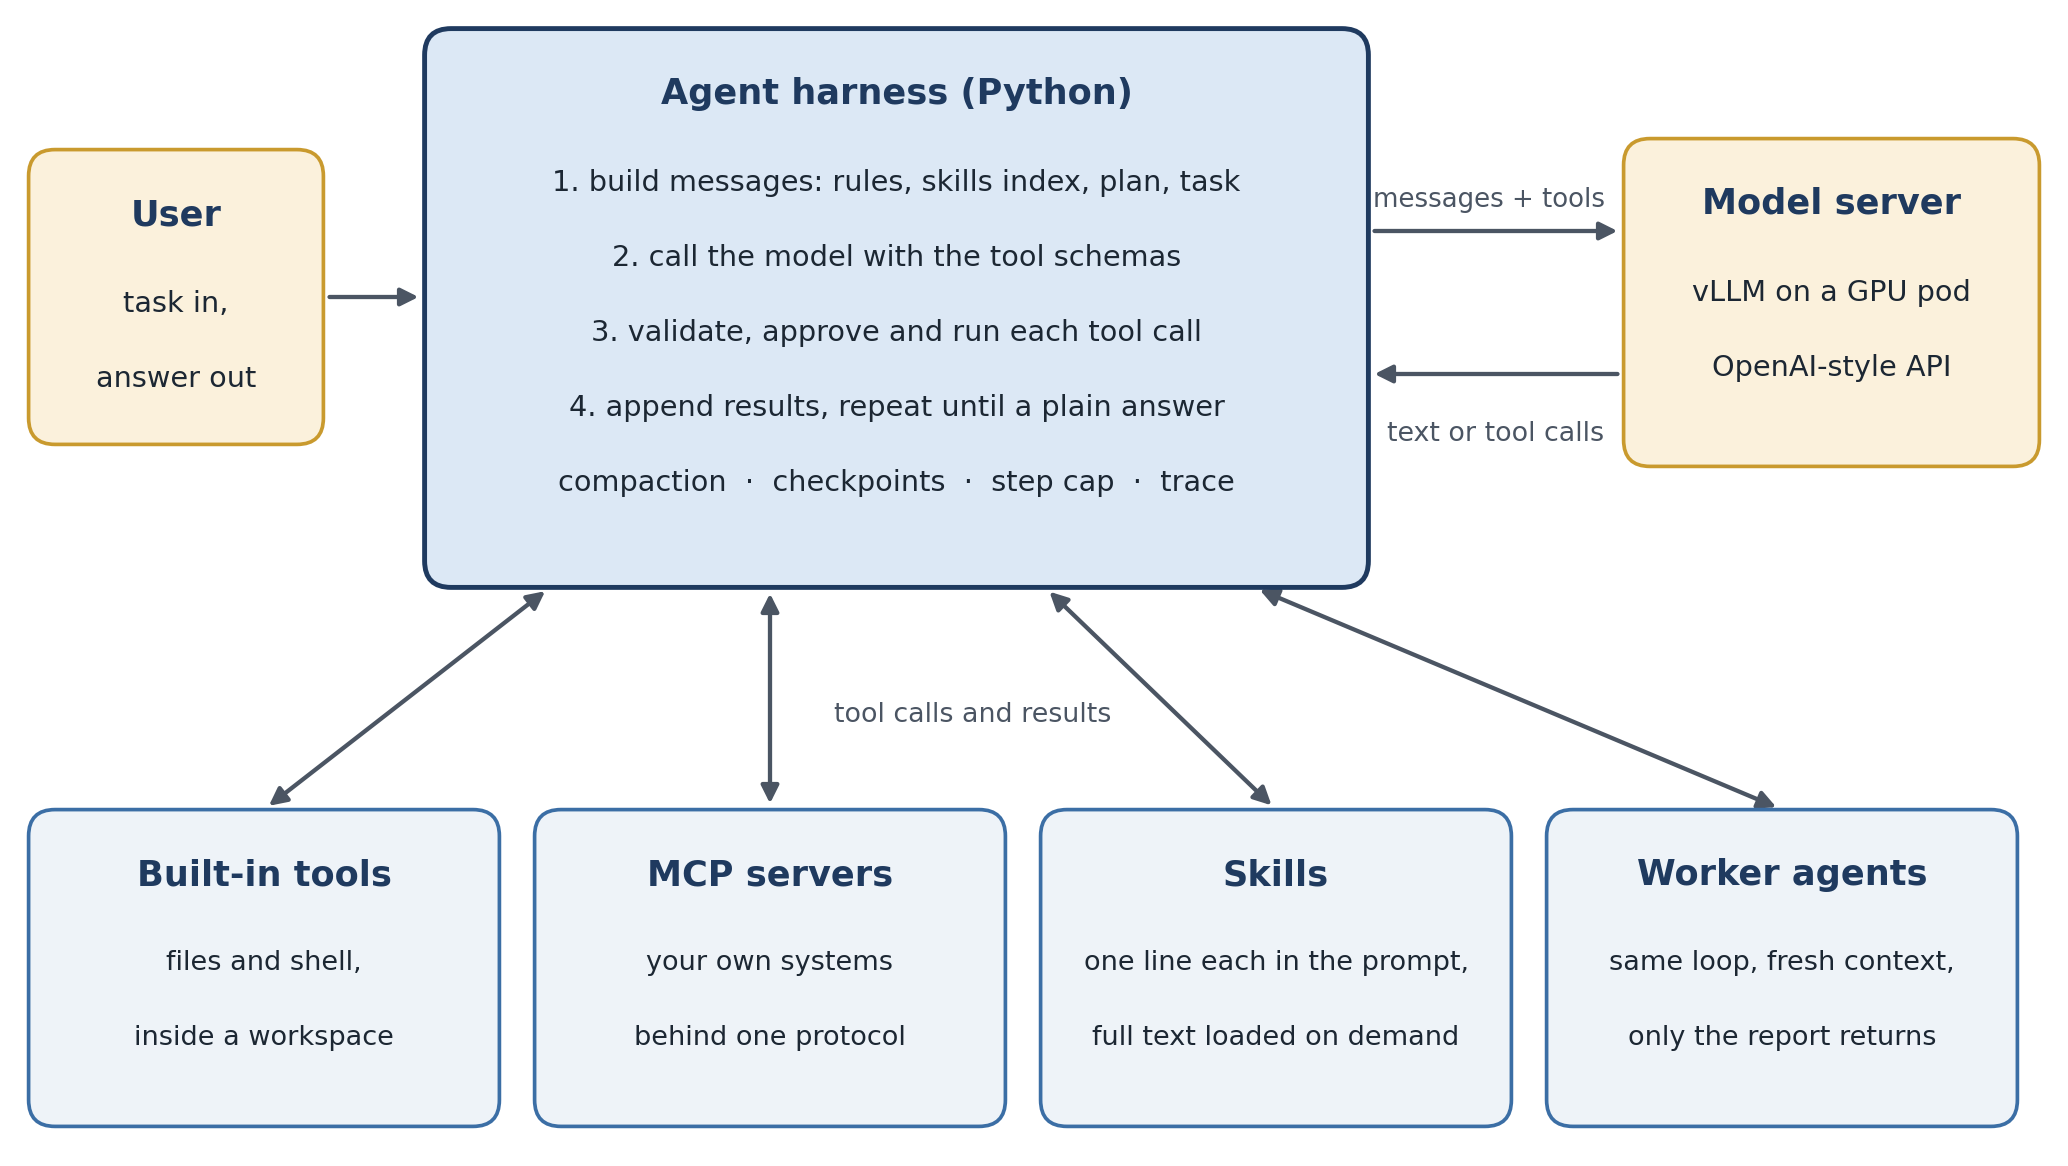 Agent harness (Python)
1. build messages: rules, skills index, plan, task
2. call the model with the tool schemas
3. validate, approve and run each tool call
4. append results, repeat until a plain answer
compaction · checkpoints · step cap · trace
User
task in,
answer out
messages + tools
text or tool calls
Model server
vLLM on a GPU pod
OpenAI-style API
tool calls and results
Built-in tools
files and shell,
inside a workspace
MCP servers
your own systems
behind one protocol
Skills
one line each in the prompt,
full text loaded on demand
Worker agents
same loop, fresh context,
only the report returns